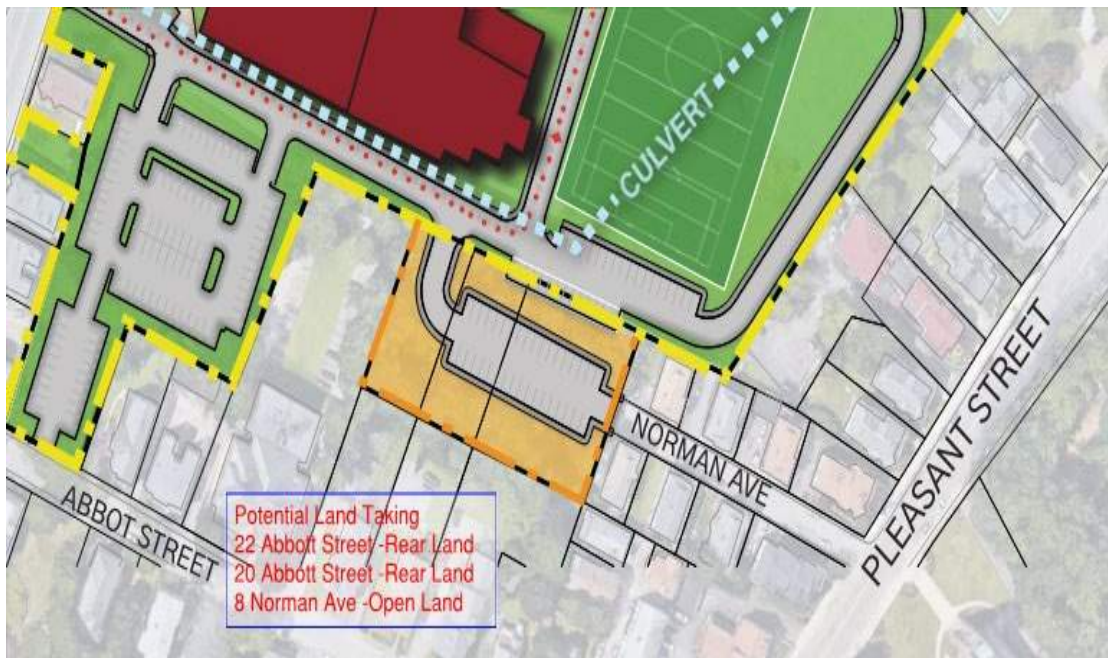 CULVERT
NORMAN AVE
PLEASANT STREET
ABBOT STREET
Potential Land Taking
22 Abbott Street -Rear Land
20 Abbott Street -Rear Land
8 Norman Ave -Open Land